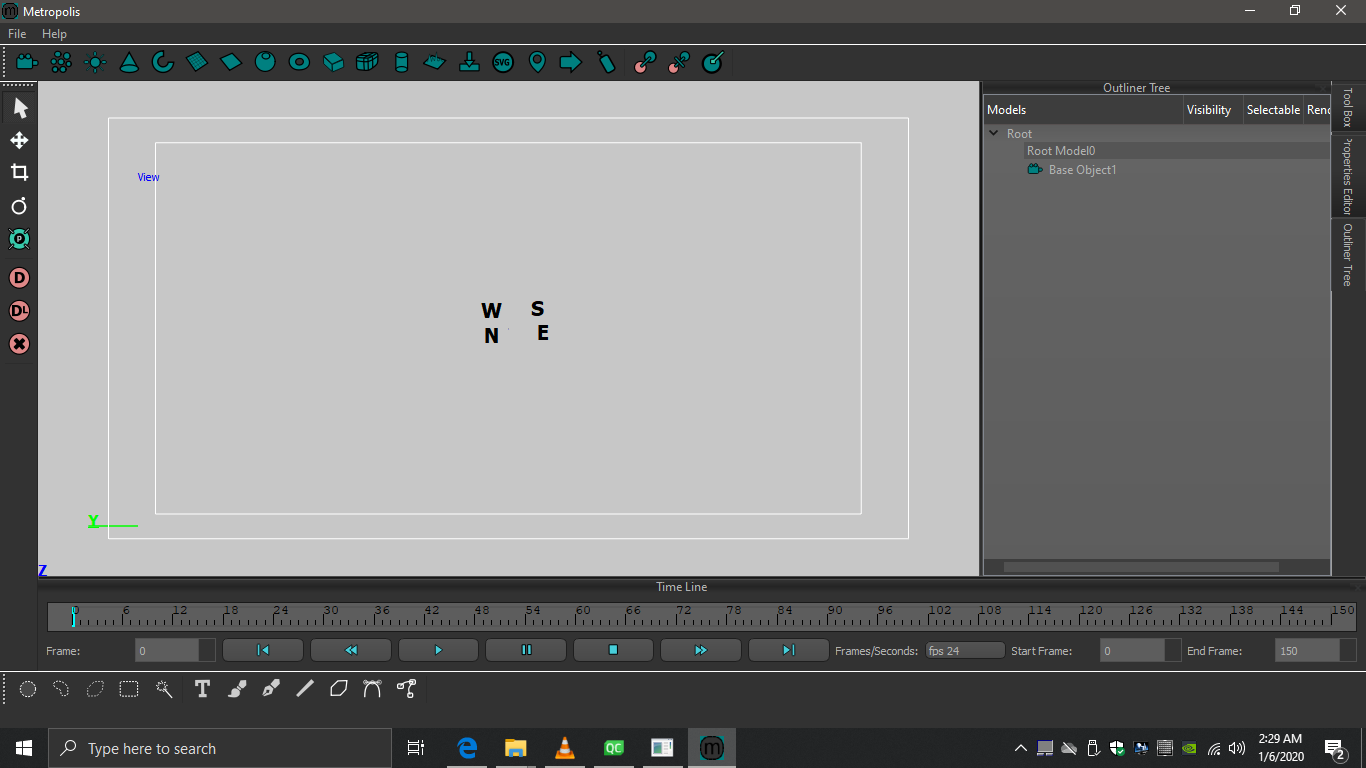 Metropolis
File Help
SVG
Outliner Tree
Models Visibility Selectable Rend
Root
Root Model0
Base Object1
Tool Box
Properties Editor
Outliner Tree
P
D
DL
View
W S
N E
Y
Z
Time Line
0 6 12 18 24 30 36 42 48 54 60 66 72 78 84 90 96 102 108 114 120 126 132 138 144 150
Frame: 0 Frames/Seconds: fps 24 Start Frame: 0 End Frame: 150
T
Type here to search
QC
m
2:29 AM
1/6/2020
2